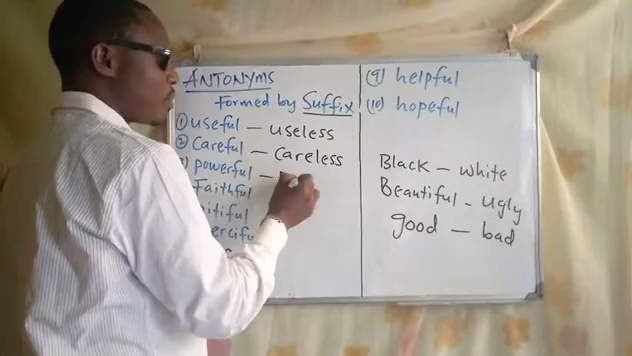 ANTONYMS
Formed by Suffix
① useful — useless
② Careful — Careless
powerful —
Faithful
⑨ helpful
⑩ hopeful
Black — white
Beautiful - Ugly
good — bad